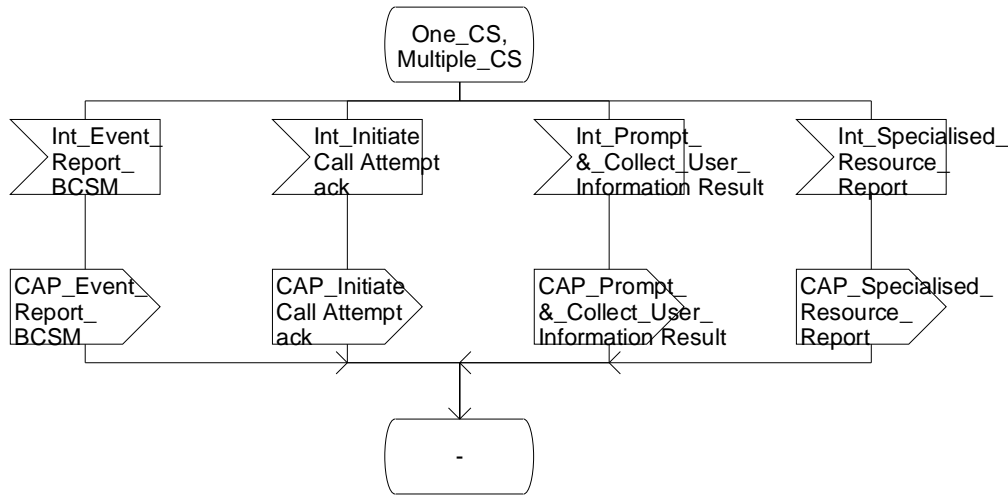 One_CS,
Multiple_CS
Int_Event_
Report_
BCSM
Int_Initiate
Call Attempt
ack
Int_Prompt_
&_Collect_User_
Information Result
Int_Specialised_
Resource_
Report
CAP_Event_
Report_
BCSM
CAP_Initiate
Call Attempt
ack
CAP_Prompt_
&_Collect_User_
Information Result
CAP_Specialised_
Resource_
Report
-